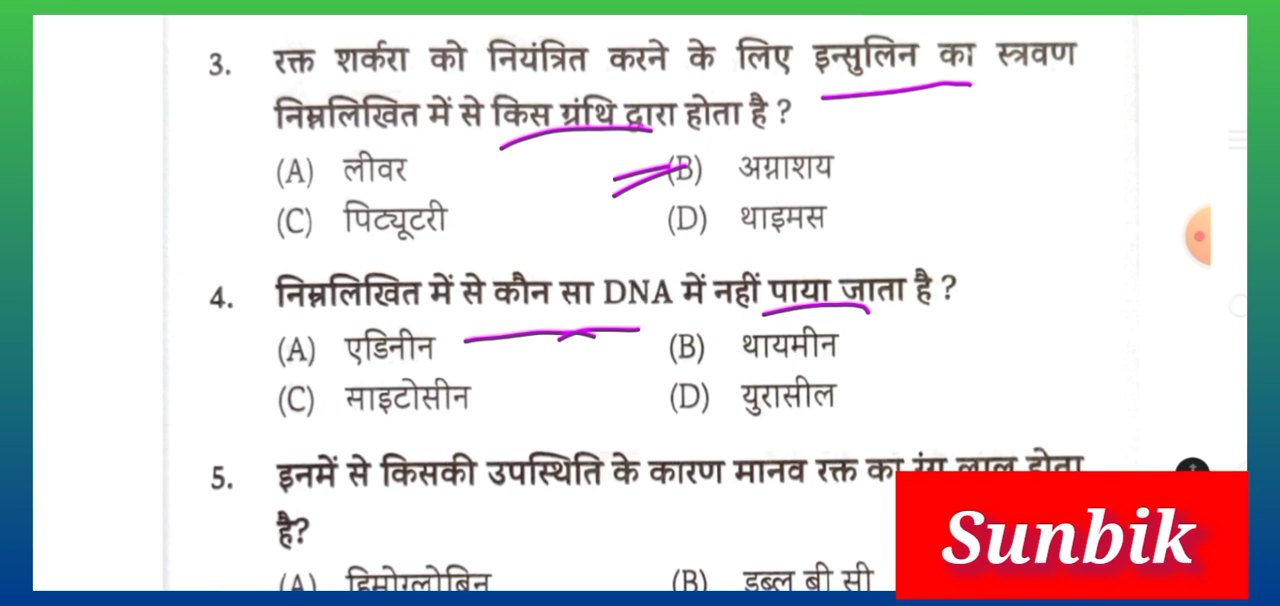 3. रक्त शर्करा को नियंत्रित करने के लिए इन्सुलिन का स्त्रवण
निम्नलिखित में से किस ग्रंथि द्वारा होता है ?
(A) लीवर (B) अग्नाशय
(C) पिट्यूटरी (D) थाइमस
4. निम्नलिखित में से कौन सा DNA में नहीं पाया जाता है ?
(A) एडिनीन (B) थायमीन
(C) साइटोसीन (D) युरासील
5. इनमें से किसकी उपस्थिति के कारण मानव रक्त का रंग लाल होता
है?
(A) हिमोग्लोबिन (B) डब्लू बी सी
Sunbik